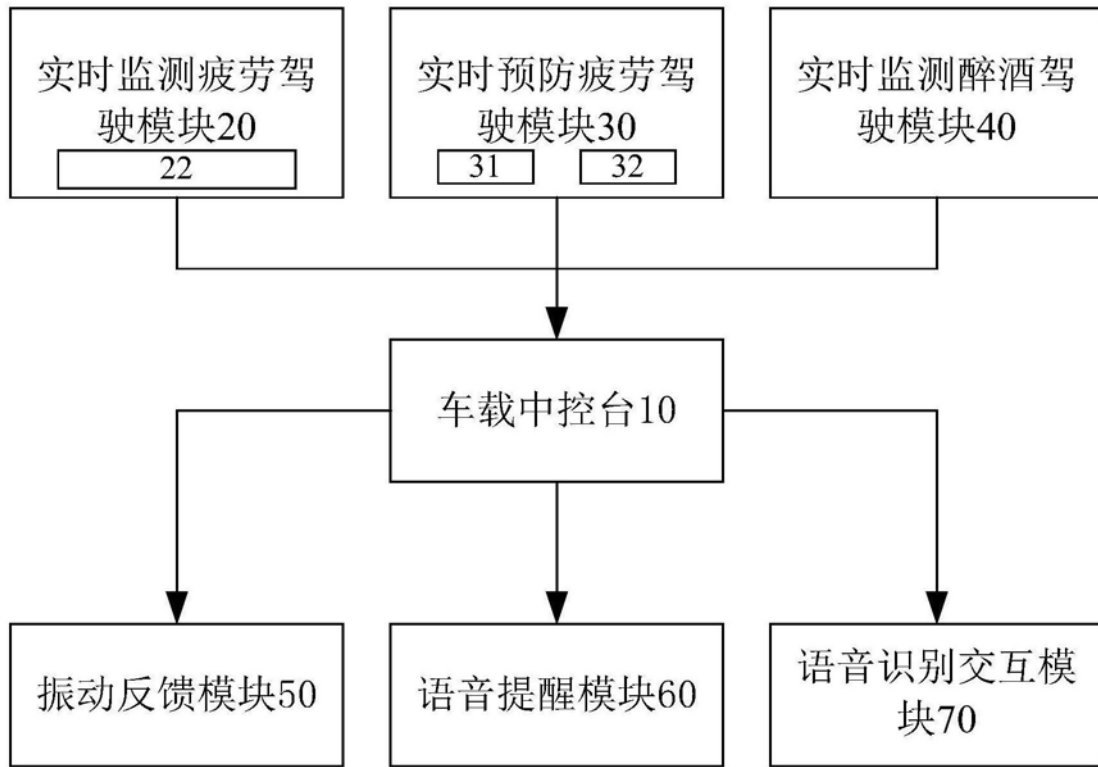 实时监测疲劳驾
驶模块20
22
实时预防疲劳驾
驶模块30
31
32
实时监测醉酒驾
驶模块40
车载中控台10
振动反馈模块50
语音提醒模块60
语音识别交互模
块70